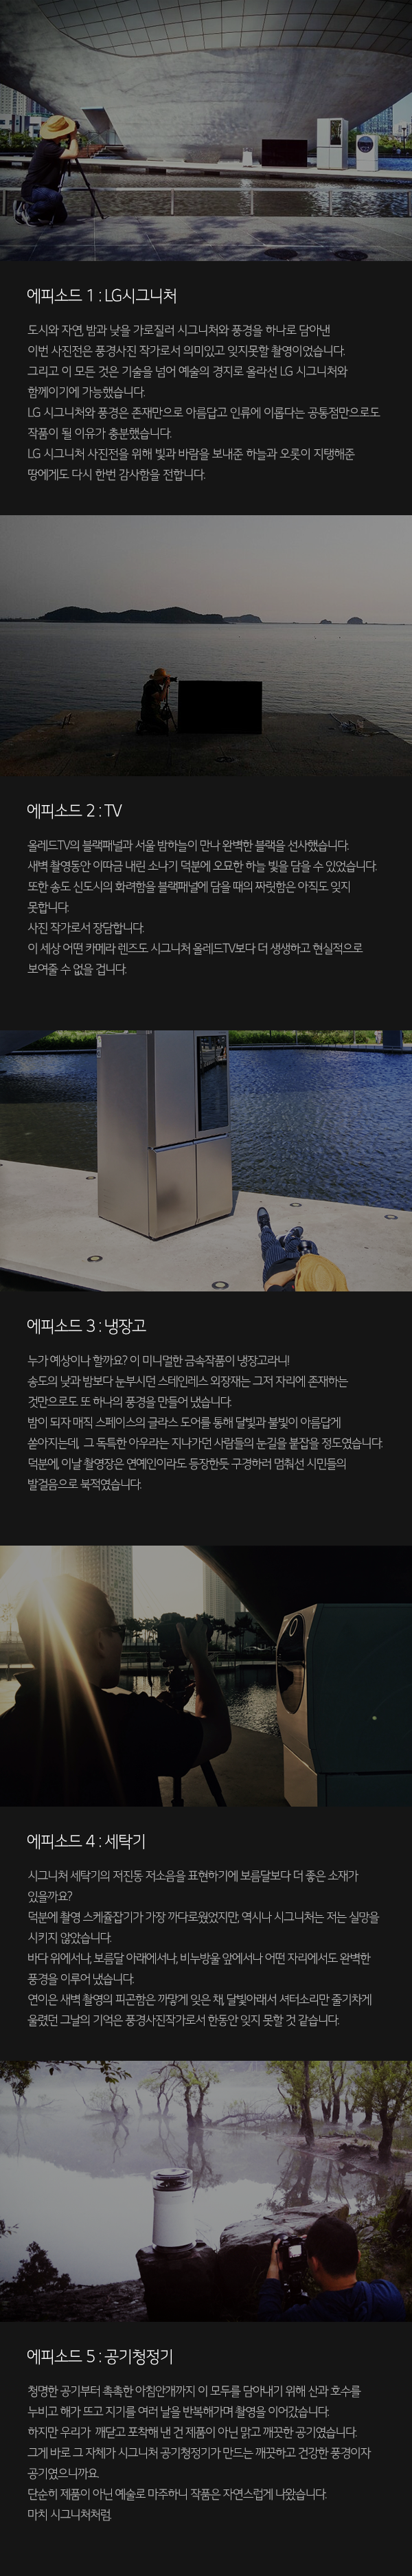 에피소드 1 : LG시그니처
도시와 자연, 밤과 낮을 가로질러 시그니처와 풍경을 하나로 담아낸
이번 사진전은 풍경사진 작가로서 의미있고 잊지못할 촬영이었습니다.
그리고 이 모든 것은 기술을 넘어 예술의 경지로 올라선 LG 시그니처와
함께이기에 가능했습니다.
LG 시그니처와 풍경은 존재만으로 아름답고 인류에 이롭다는 공통점만으로도
작품이 될 이유가 충분했습니다.
LG 시그니처 사진전을 위해 빛과 바람을 보내준 하늘과 오롯이 지탱해준
땅에게도 다시 한번 감사함을 전합니다.
에피소드 2 : TV
올레드TV의 블랙패널과 서울 밤하늘이 만나 완벽한 블랙을 선사했습니다.
새벽 촬영동안 이따금 내린 소나기 덕분에 오묘한 하늘 빛을 담을 수 있었습니다.
또한 송도 신도시의 화려함을 블랙패널에 담을 때의 짜릿함은 아직도 잊지
못합니다.
사진 작가로서 장담합니다.
이 세상 어떤 카메라 렌즈도 시그니처 올레드TV보다 더 생생하고 현실적으로
보여줄 수 없을 겁니다.
에피소드 3 : 냉장고
누가 예상이나 할까요? 이 미니멀한 금속작품이 냉장고라니!
송도의 낮과 밤보다 눈부시던 스테인레스 외장재는 그저 자리에 존재하는
것만으로도 또 하나의 풍경을 만들어 냈습니다.
밤이 되자 매직 스페이스의 글라스 도어를 통해 달빛과 불빛이 아름답게
쏟아지는데, 그 독특한 아우라는 지나가던 사람들의 눈길을 붙잡을 정도였습니다.
덕분에, 이날 촬영장은 연예인이라도 등장한듯 구경하러 멈춰선 시민들의
발걸음으로 북적였습니다.
에피소드 4 : 세탁기
시그니처 세탁기의 저진동 저소음을 표현하기에 보름달보다 더 좋은 소재가
있을까요?
덕분에 촬영 스케쥴잡기가 가장 까다로웠었지만, 역시나 시그니처는 저는 실망을
시키지 않았습니다.
바다 위에서나, 보름달 아래에서나, 비누방울 앞에서나 어떤 자리에서도 완벽한
풍경을 이루어 냈습니다.
연이은 새벽 촬영의 피곤함은 까맣게 잊은 채, 달빛아래서 셔터소리만 줄기차게
울렸던 그날의 기억은 풍경사진작가로서 한동안 잊지 못할 것 같습니다.
에피소드 5 : 공기청정기
청명한 공기부터 촉촉한 아침안개까지 이 모두를 담아내기 위해 산과 호수를
누비고 해가 뜨고 지기를 여러 날을 반복해가며 촬영을 이어갔습니다.
하지만 우리가 깨닫고 포착해 낸 건 제품이 아닌 맑고 깨끗한 공기였습니다.
그게 바로 그 자체가 시그니처 공기청정기가 만드는 깨끗하고 건강한 풍경이자
공기였으니까요.
단순히 제품이 아닌 예술로 마주하니 작품은 자연스럽게 나왔습니다.
마치 시그니처처럼.